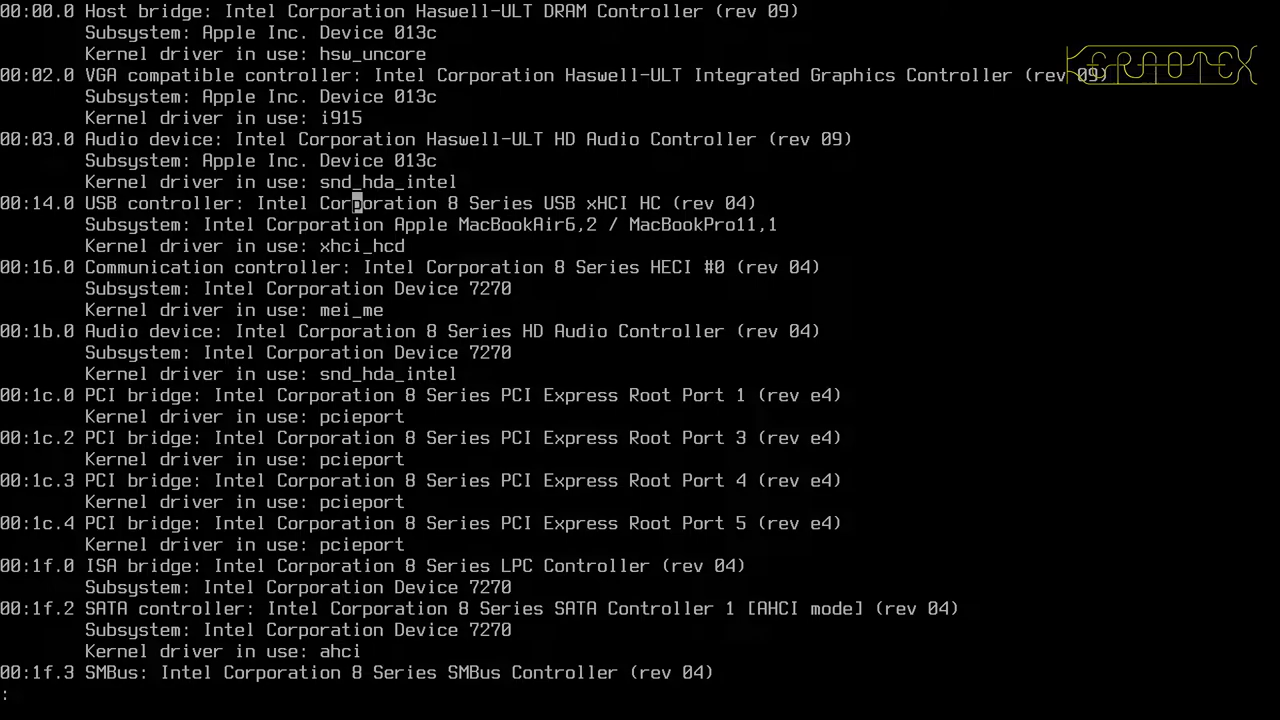 00:00.0 Host bridge: Intel Corporation Haswell-ULT DRAM Controller (rev 09)
Subsystem: Apple Inc. Device 013c
Kernel driver in use: hsw_uncore
00:02.0 VGA compatible controller: Intel Corporation Haswell-ULT Integrated Graphics Controller (rev 09)
KERAOTEX
Subsystem: Apple Inc. Device 013c
Kernel driver in use: i915
00:03.0 Audio device: Intel Corporation Haswell-ULT HD Audio Controller (rev 09)
Subsystem: Apple Inc. Device 013c
Kernel driver in use: snd_hda_intel
00:14.0 USB controller: Intel Corporation 8 Series USB xHCI HC (rev 04)
Subsystem: Intel Corporation Apple MacBookAir6,2 / MacBookPro11,1
Kernel driver in use: xhci_hcd
00:16.0 Communication controller: Intel Corporation 8 Series HECI #0 (rev 04)
Subsystem: Intel Corporation Device 7270
Kernel driver in use: mei_me
00:1b.0 Audio device: Intel Corporation 8 Series HD Audio Controller (rev 04)
Subsystem: Intel Corporation Device 7270
Kernel driver in use: snd_hda_intel
00:1c.0 PCI bridge: Intel Corporation 8 Series PCI Express Root Port 1 (rev e4)
Kernel driver in use: pcieport
00:1c.2 PCI bridge: Intel Corporation 8 Series PCI Express Root Port 3 (rev e4)
Kernel driver in use: pcieport
00:1c.3 PCI bridge: Intel Corporation 8 Series PCI Express Root Port 4 (rev e4)
Kernel driver in use: pcieport
00:1c.4 PCI bridge: Intel Corporation 8 Series PCI Express Root Port 5 (rev e4)
Kernel driver in use: pcieport
00:1f.0 ISA bridge: Intel Corporation 8 Series LPC Controller (rev 04)
Subsystem: Intel Corporation Device 7270
00:1f.2 SATA controller: Intel Corporation 8 Series SATA Controller 1 [AHCI mode] (rev 04)
Subsystem: Intel Corporation Device 7270
Kernel driver in use: ahci
00:1f.3 SMBus: Intel Corporation 8 Series SMBus Controller (rev 04)
: